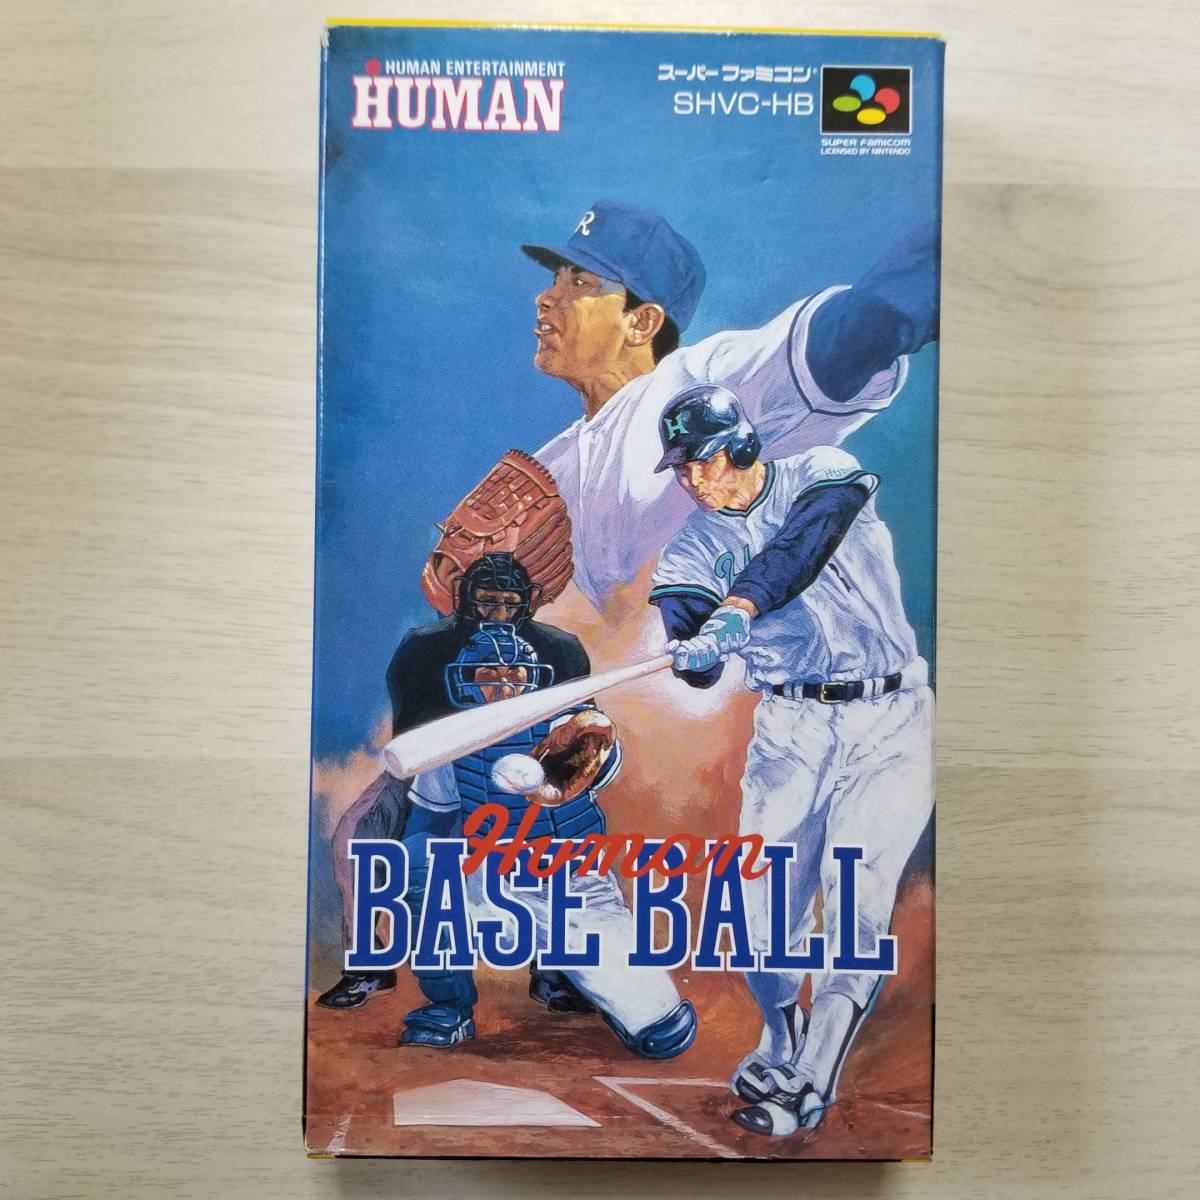 HUMAN ENTERTAINMENT
HUMAN
スーパーファミコン®
SHVC-HB
SUPER FAMICOM
LICENSED BY NINTENDO
R
H
Human
BASE BALL